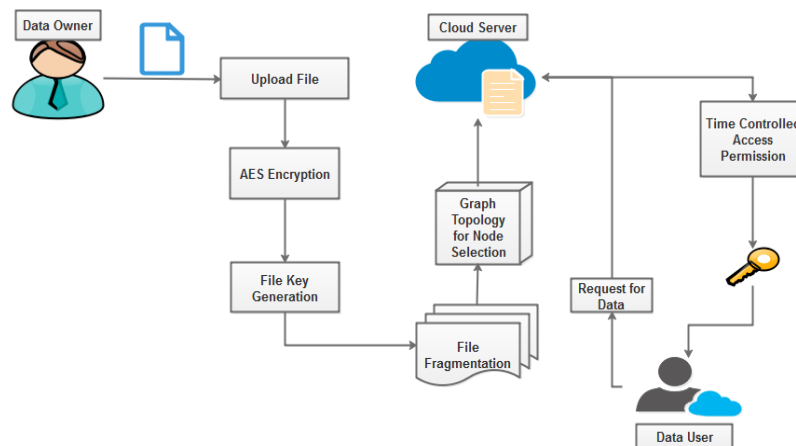 Data Owner
Cloud Server
Upload File
Time Controlled
Access
Permission
AES Encryption
Graph
Topology
for Node
Selection
File Key
Generation
Request for
Data
File
Fragmentation
Data User